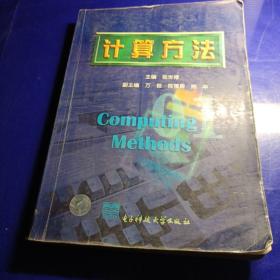 计算方法
主编
副主编 万
Computing
Methods
电子科技大学出版社